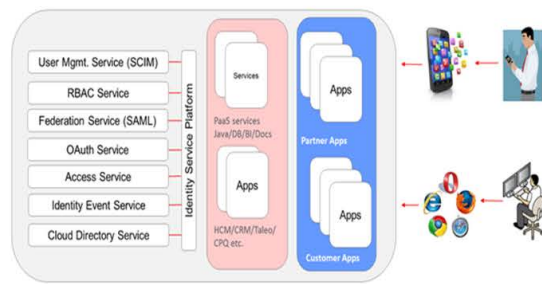 User Mgmt. Service (SCIM)
RBAC Service
Federation Service (SAML)
OAuth Service
Access Service
Identity Event Service
Cloud Directory Service
Identity Service Platform
Services
PaaS services
Java/DB/BI/Docs
Apps
HCM/CRM/Taleo/
CPQ etc.
Apps
Partner Apps
Apps
Customer Apps